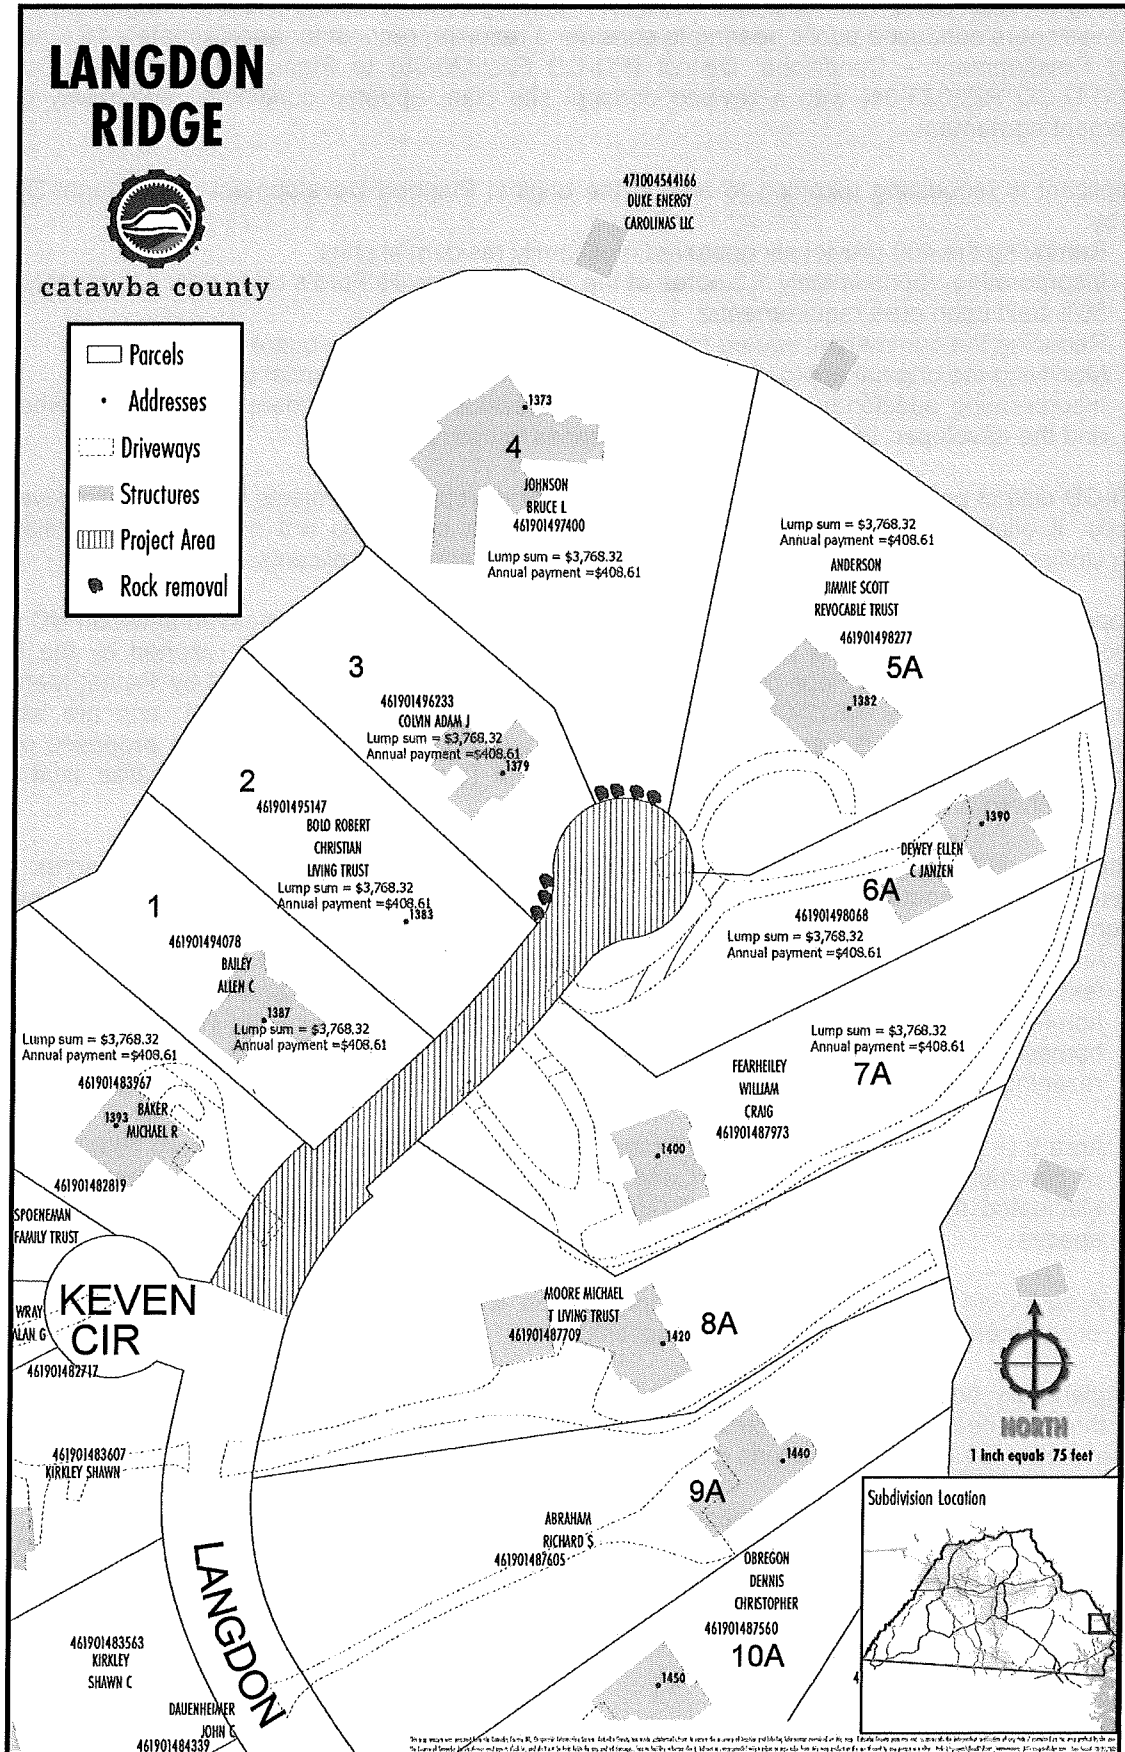 LANGDON
RIDGE
catawba county
Parcels
Addresses
Driveways
Structures
Project Area
Rock removal
471004544166
DUKE ENERGY
CAROLINAS LLC
1373
4
JOHNSON
BRUCE L
461901497400
Lump sum = $3,768.32
Annual payment =$408.61
Lump sum = $3,768.32
Annual payment =$408.61
ANDERSON
JIMMIE SCOTT
REVOCABLE TRUST
461901498277
5A
1382
3
461901496233
COLVIN ADAM J
Lump sum = $3,768.32
Annual payment =$408.61
1379
2
461901495147
BOLD ROBERT
CHRISTIAN
LIVING TRUST
Lump sum = $3,768.32
Annual payment =$408.61
1383
1390
DEWEY ELLEN
C JANZEN
6A
461901498068
Lump sum = $3,768.32
Annual payment =$408.61
1
461901494078
BAILEY
ALLEN C
1387
Lump sum = $3,768.32
Annual payment =$408.61
Lump sum = $3,768.32
Annual payment =$408.61
461901483967
1393
BAKER
MICHAEL R
Lump sum = $3,768.32
Annual payment =$408.61
7A
FEARHEILEY
WILLIAM
CRAIG
461901487973
1400
461901482819
SPOENEMAN
FAMILY TRUST
KEVEN
CIR
WRAY
ALAN G
461901482717
MOORE MICHAEL
T LIVING TRUST
461901487709
1420
8A
NORTH
1 inch equals 75 feet
461901483607
KIRKLEY SHAWN
1440
9A
ABRAHAM
RICHARD S
461901487605
Subdivision Location
OBREGON
DENNIS
CHRISTOPHER
461901487560
10A
1450
4
LANGDON
461901483563
KIRKLEY
SHAWN C
DAUENHEIMER
JOHN C
461901484339